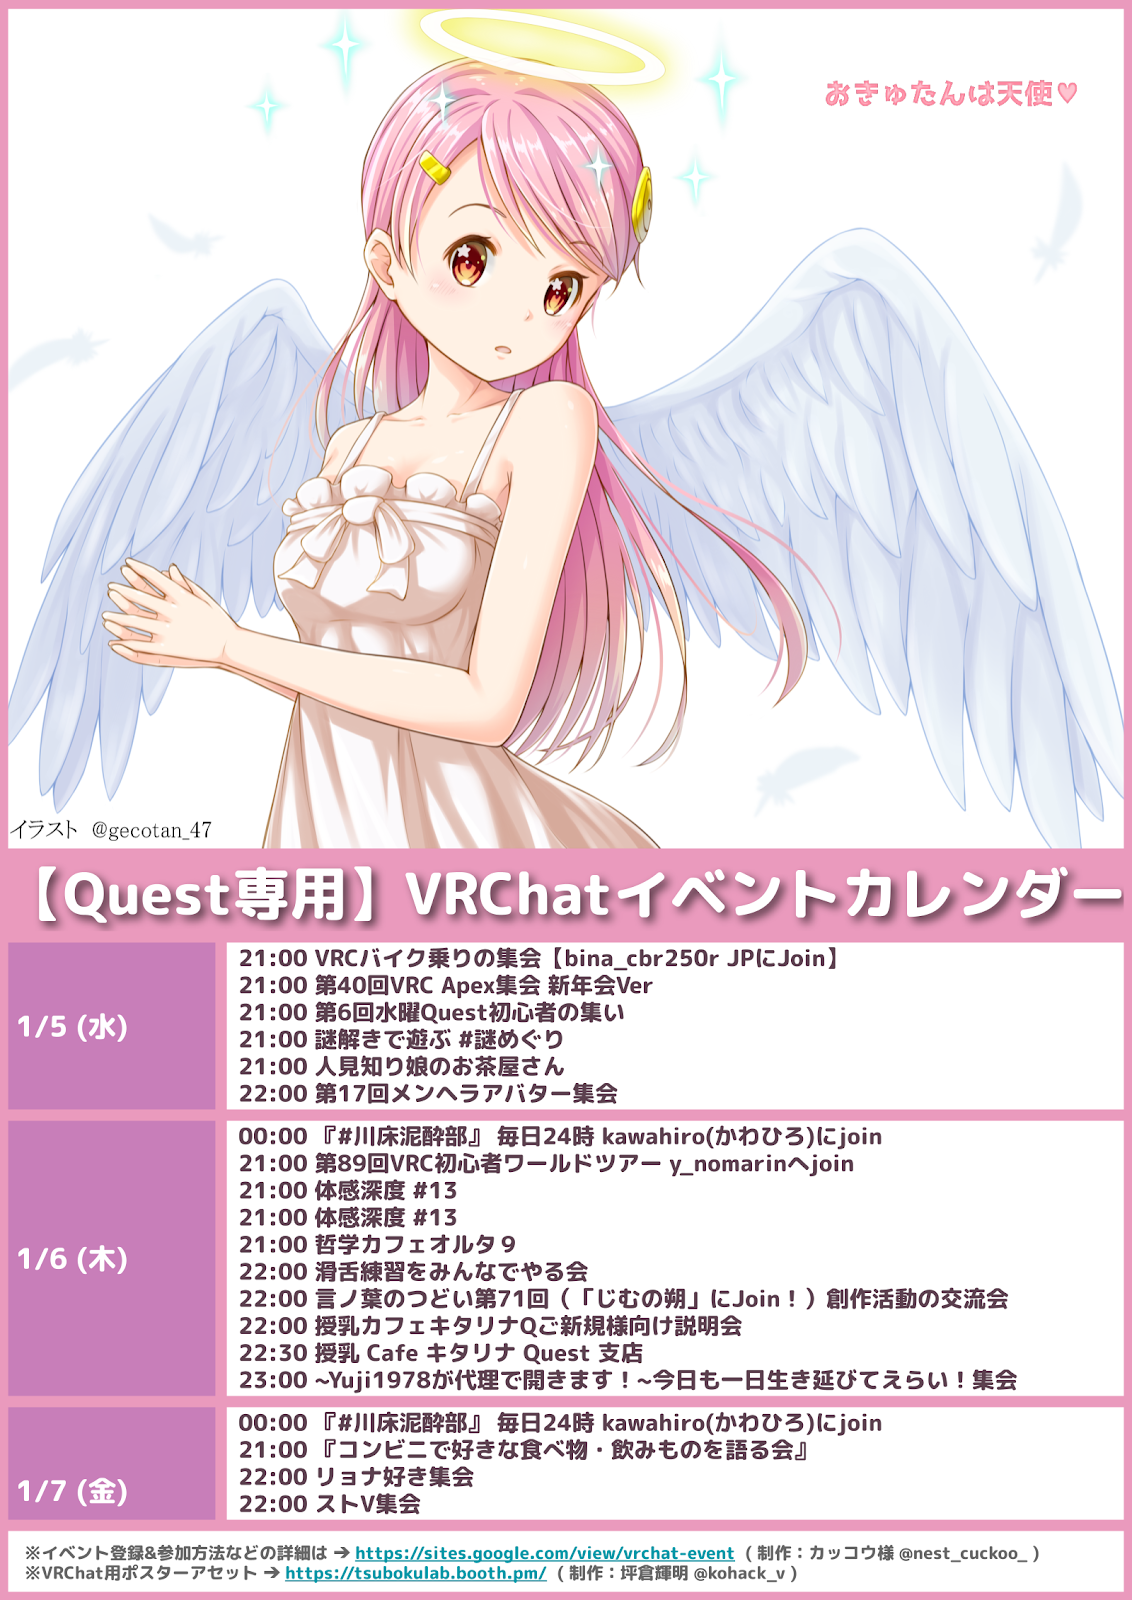 おきゅたんは天使♥
イラスト @gecotan_47
【Quest専用】VRChatイベントカレンダー
1/5 (水)
21:00 VRCバイク乗りの集会【bina_cbr250r JPにJoin】
21:00 第40回VRC Apex集会 新年会Ver
21:00 第6回水曜Quest初心者の集い
21:00 謎解きで遊ぶ #謎めぐり
21:00 人見知り娘のお茶屋さん
22:00 第17回メンヘラアバター集会
1/6 (木)
00:00 『#川床泥酔部』 毎日24時 kawahiro(かわひろ)にjoin
21:00 第89回VRC初心者ワールドツアー y_nomarinへjoin
21:00 体感深度 #13
21:00 体感深度 #13
21:00 哲学カフェオルタ９
22:00 滑舌練習をみんなでやる会
22:00 言ノ葉のつどい第71回（「じむの朔」にJoin！）創作活動の交流会
22:00 授乳カフェキタリナQご新規様向け説明会
22:30 授乳 Cafe キタリナ Quest 支店
23:00 ~Yuji1978が代理で開きます！~今日も一日生き延びてえらい！集会
1/7 (金)
00:00 『#川床泥酔部』 毎日24時 kawahiro(かわひろ)にjoin
21:00 『コンビニで好きな食べ物・飲みものを語る会』
22:00 リョナ好き集会
22:00 ストV集会
※イベント登録&参加方法などの詳細は → https://sites.google.com/view/vrchat-event ( 制作：カッコウ様 @nest_cuckoo_ )
※VRChat用ポスターアセット → https://tsubokulab.booth.pm/ ( 制作：坪倉輝明 @kohack_v )